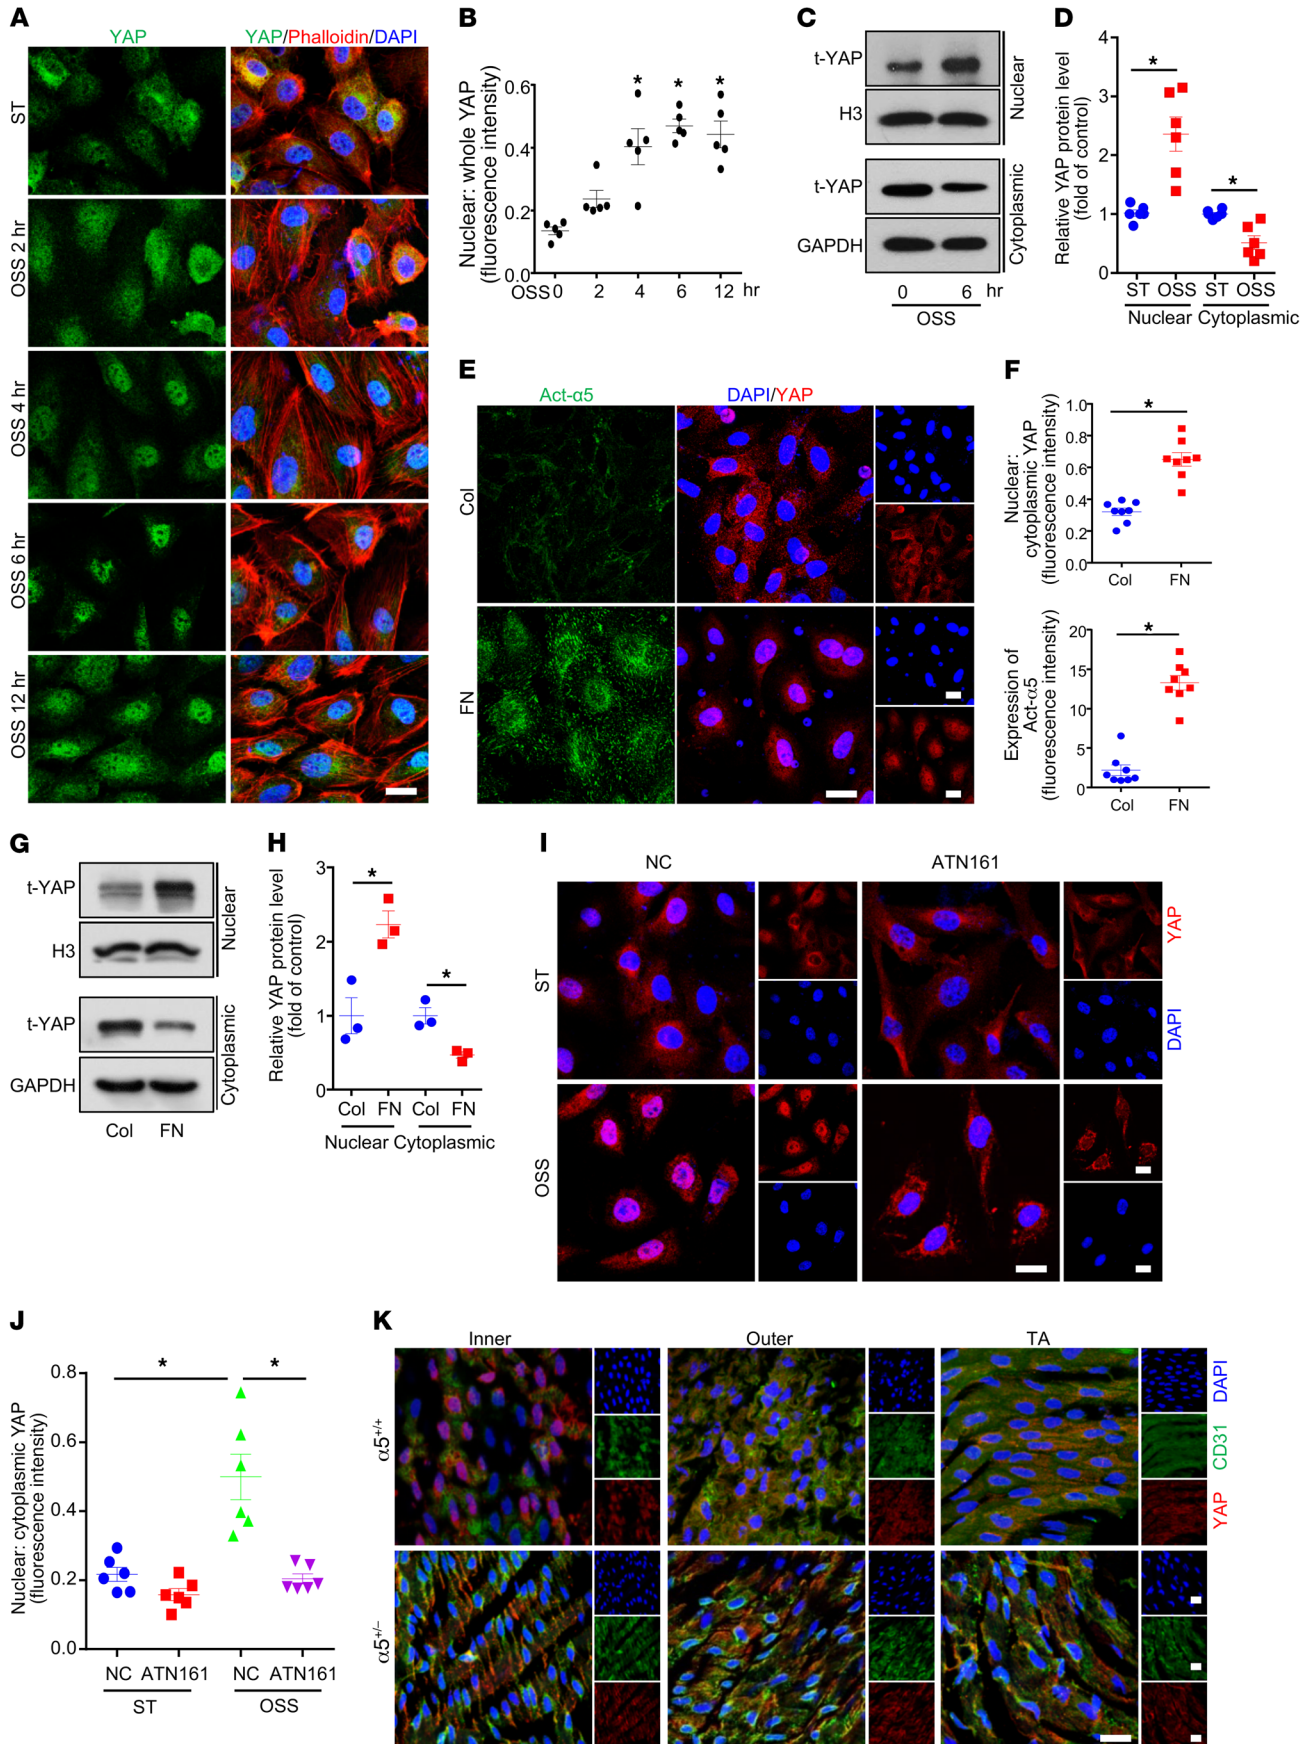 A
YAP
YAP/Phalloidin/DAPI
ST
OSS 2 hr
OSS 4 hr
OSS 6 hr
OSS 12 hr
B
Nuclear: whole YAP
(fluorescence intensity)
0.6
0.4
0.2
0.0
* * *
OSS 0 2 4 6 12 hr
C
t-YAP
H3
Nuclear
t-YAP
GAPDH
Cytoplasmic
0 6 hr
OSS
D
Relative YAP protein level
(fold of control)
4
3
2
1
0
* *
ST OSS ST OSS
Nuclear Cytoplasmic
E
Act-α5
DAPI/YAP
Col
FN
F
Nuclear:
cytoplasmic YAP
(fluorescence intensity)
1.0
0.8
0.6
0.4
0.2
0.0
*
Col FN
Expression of
Act-α5
(fluorescence intensity)
20
15
10
5
0
*
Col FN
G
t-YAP
H3
Nuclear
t-YAP
GAPDH
Cytoplasmic
Col FN
H
Relative YAP protein level
(fold of control)
3
2
1
0
* *
Col FN Col FN
Nuclear Cytoplasmic
I
NC
ATN161
ST
OSS
YAP
DAPI
J
Nuclear: cytoplasmic YAP
(fluorescence intensity)
0.8
0.6
0.4
0.2
0.0
* *
NC ATN161 NC ATN161
ST OSS
K
Inner
Outer
TA
α5+/+
α5+/−
DAPI
CD31
YAP